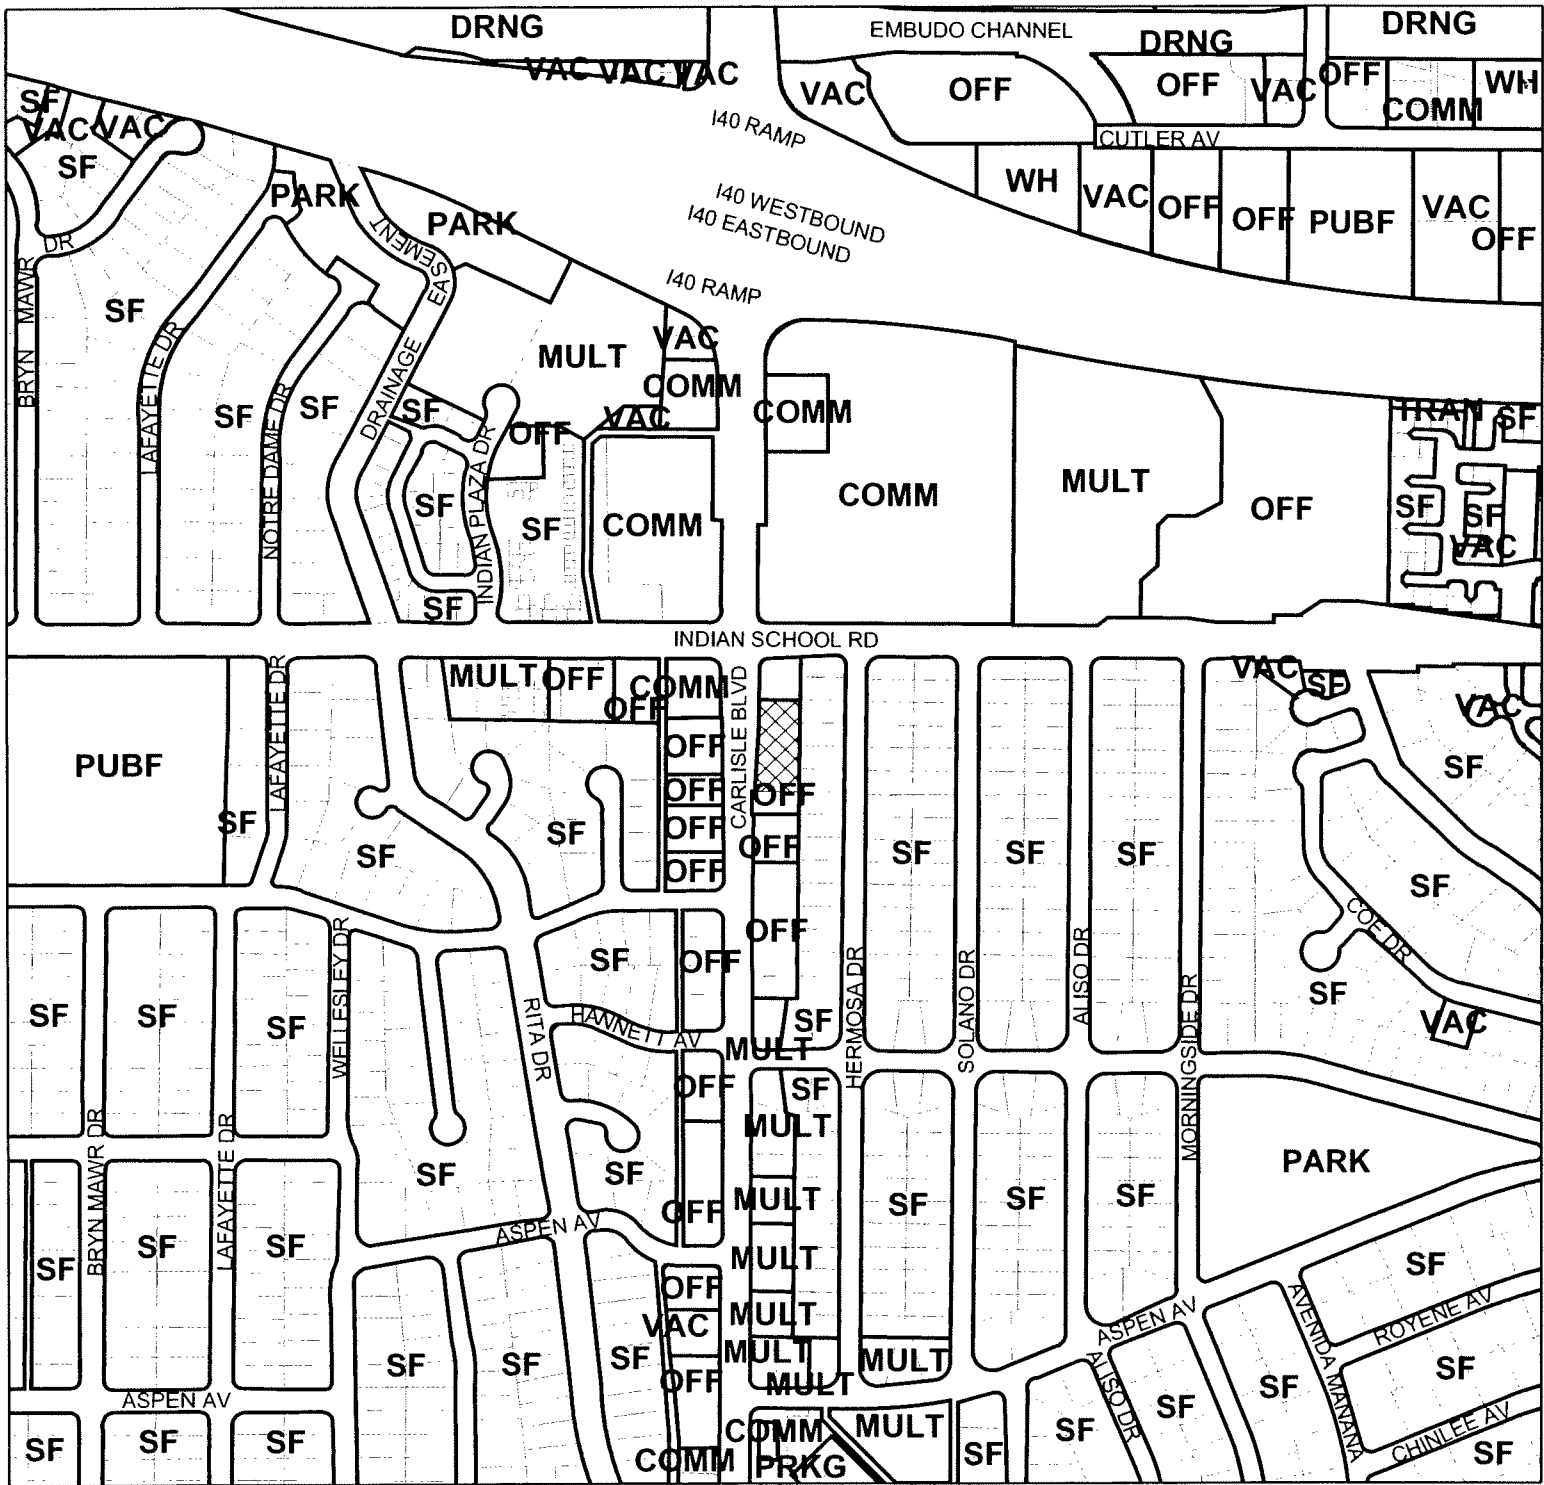 DRNG
EMBUDO CHANNEL
DRNG
DRNG
VAC
VAC
VAC
VAC
OFF
OFF
VAC
OFF
WH
COMM
SF
VAC
VAC
I40 RAMP
CUTLER AV
SF
PARK
PARK
I40 WESTBOUND
I40 EASTBOUND
WH
VAC
OFF
OFF
PUBF
VAC
OFF
DR
BRYN MAWR
DRAINAGE EASEMENT
I40 RAMP
SF
LAFAYETTE DR
MULT
VAC
COMM
COMM
SF
NOTRE DAME DR
SF
SF
OFF
VAC
TRAN
SF
INDIAN PLAZA DR
SF
SF
COMM
COMM
MULT
OFF
SF
SF
VAC
SF
INDIAN SCHOOL RD
LAFAYETTE DR
MULT
OFF
COMM
OFF
CARLISLE BLVD
VAC
SF
VAC
PUBF
OFF
SF
OFF
OFF
SF
SF
SF
OFF
OFF
SF
SF
SF
OFF
SF
COE DR
WELLESLEY DR
SF
OFF
OFF
HERMOSA DR
SOLANO DR
ALISO DR
MORNINGSIDE DR
SF
SF
SF
SF
RITA DR
HANNETT AV
SF
VAC
MULT
OFF
SF
BRYN MAWR DR
LAFAYETTE DR
MULT
SF
SF
PARK
MULT
SF
SF
SF
OFF
ASPEN AV
SF
SF
SF
MULT
SF
OFF
AVENIDA MANANA
ROYENE AV
VAC
MULT
ASPEN AV
SF
SF
SF
MULT
MULT
SF
OFF
MULT
SF
ALISO DR
SF
ASPEN AV
COMM
MULT
SF
CHINLEE AV
SF
SF
SF
COMM
PRKG
SF
SF